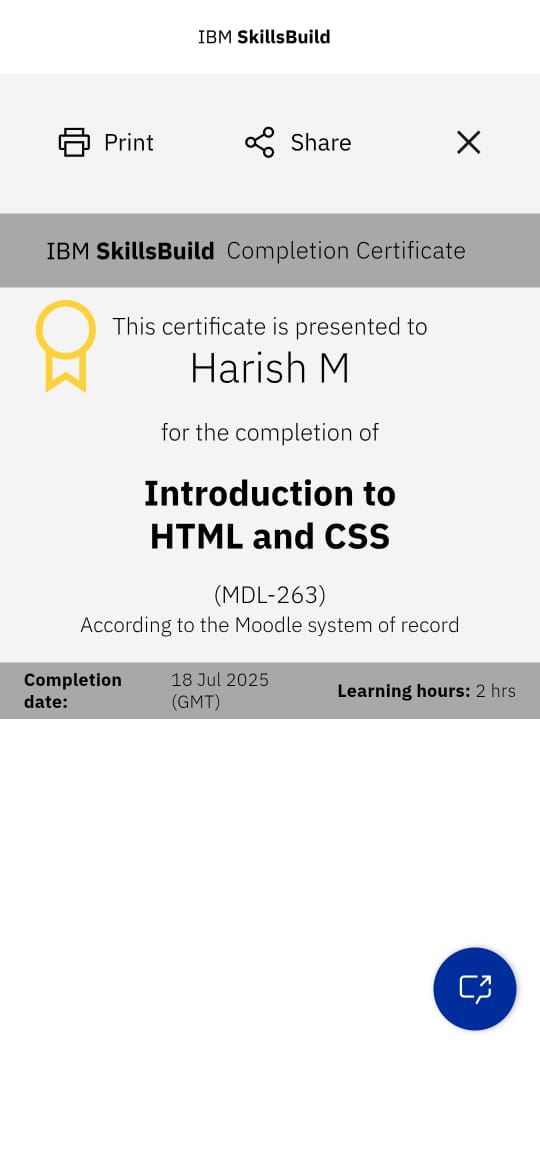 IBM SkillsBuild
Print
Share
IBM SkillsBuild Completion Certificate
This certificate is presented to
Harish M
for the completion of
Introduction to
HTML and CSS
(MDL-263)
According to the Moodle system of record
Completion date:
18 Jul 2025 (GMT)
Learning hours: 2 hrs